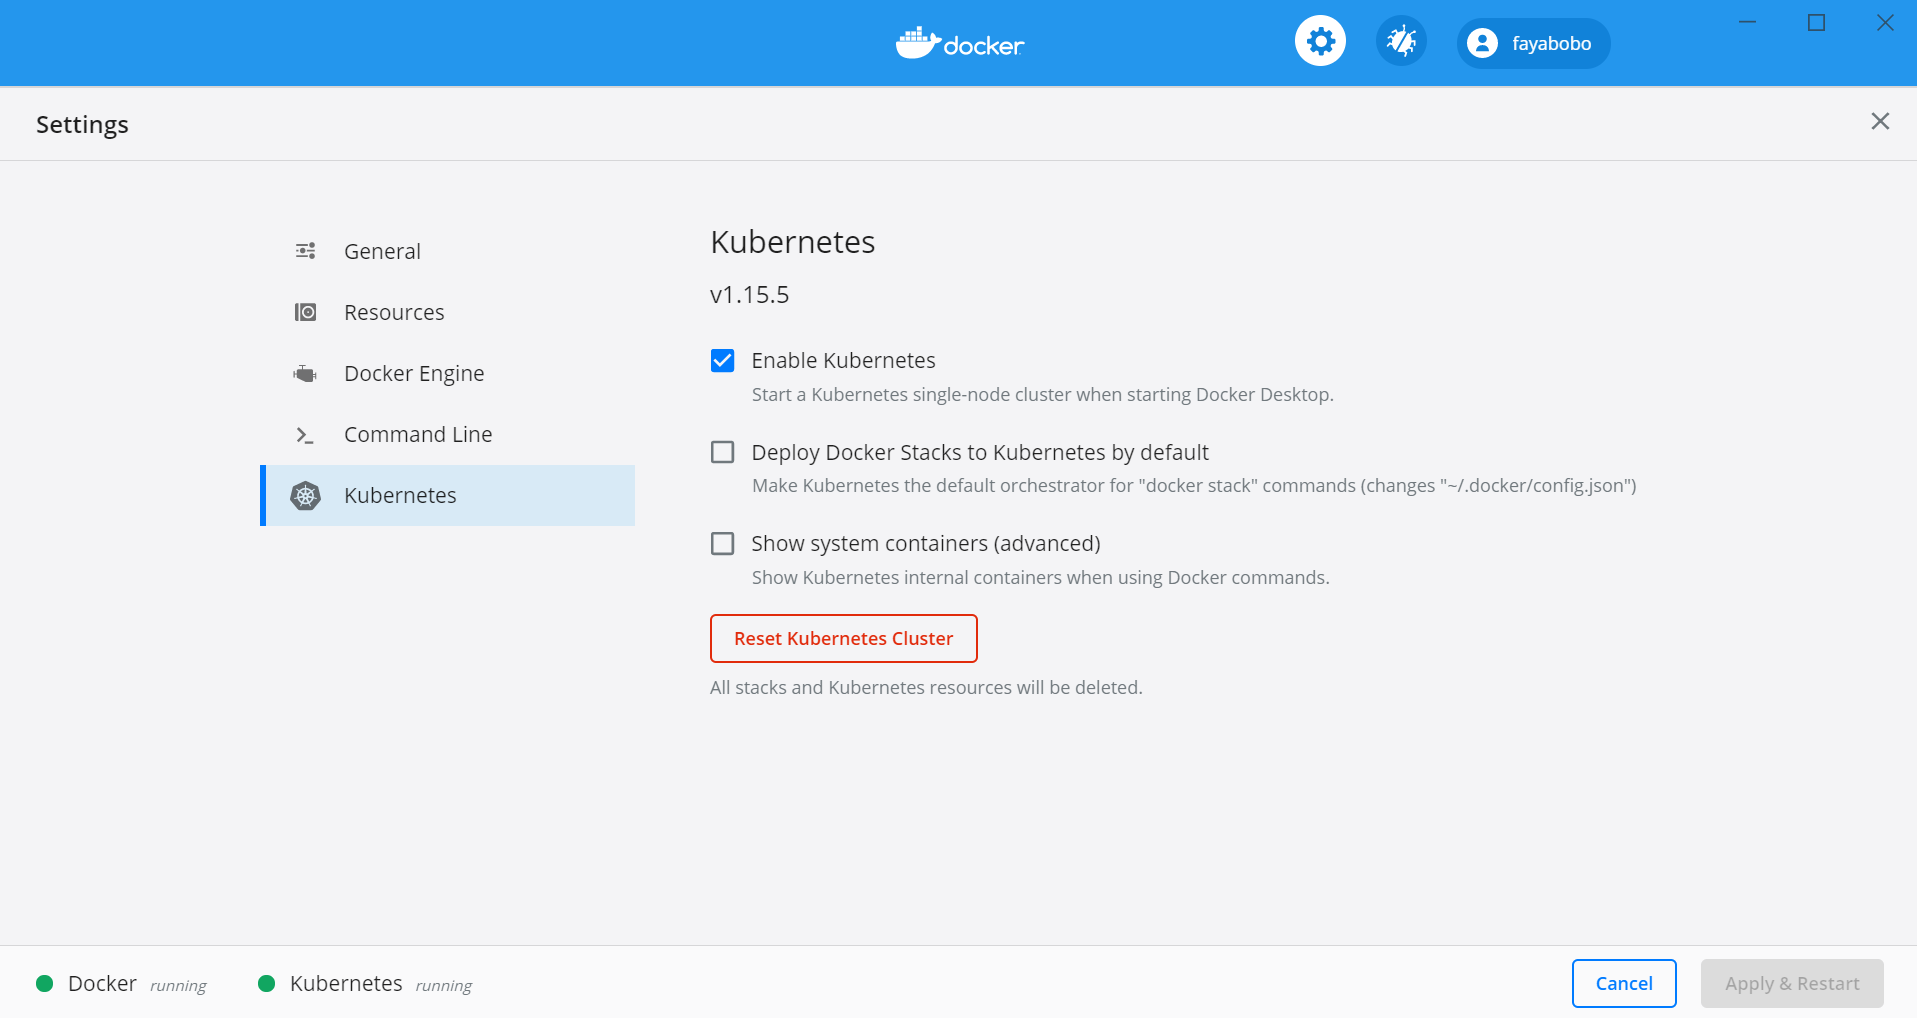 docker
fayabobo
Settings
General
Resources
Docker Engine
Command Line
Kubernetes
Kubernetes
v1.15.5
Enable Kubernetes
Start a Kubernetes single-node cluster when starting Docker Desktop.
Deploy Docker Stacks to Kubernetes by default
Make Kubernetes the default orchestrator for "docker stack" commands (changes "~/.docker/config.json")
Show system containers (advanced)
Show Kubernetes internal containers when using Docker commands.
Reset Kubernetes Cluster
All stacks and Kubernetes resources will be deleted.
Docker running
Kubernetes running
Cancel
Apply & Restart